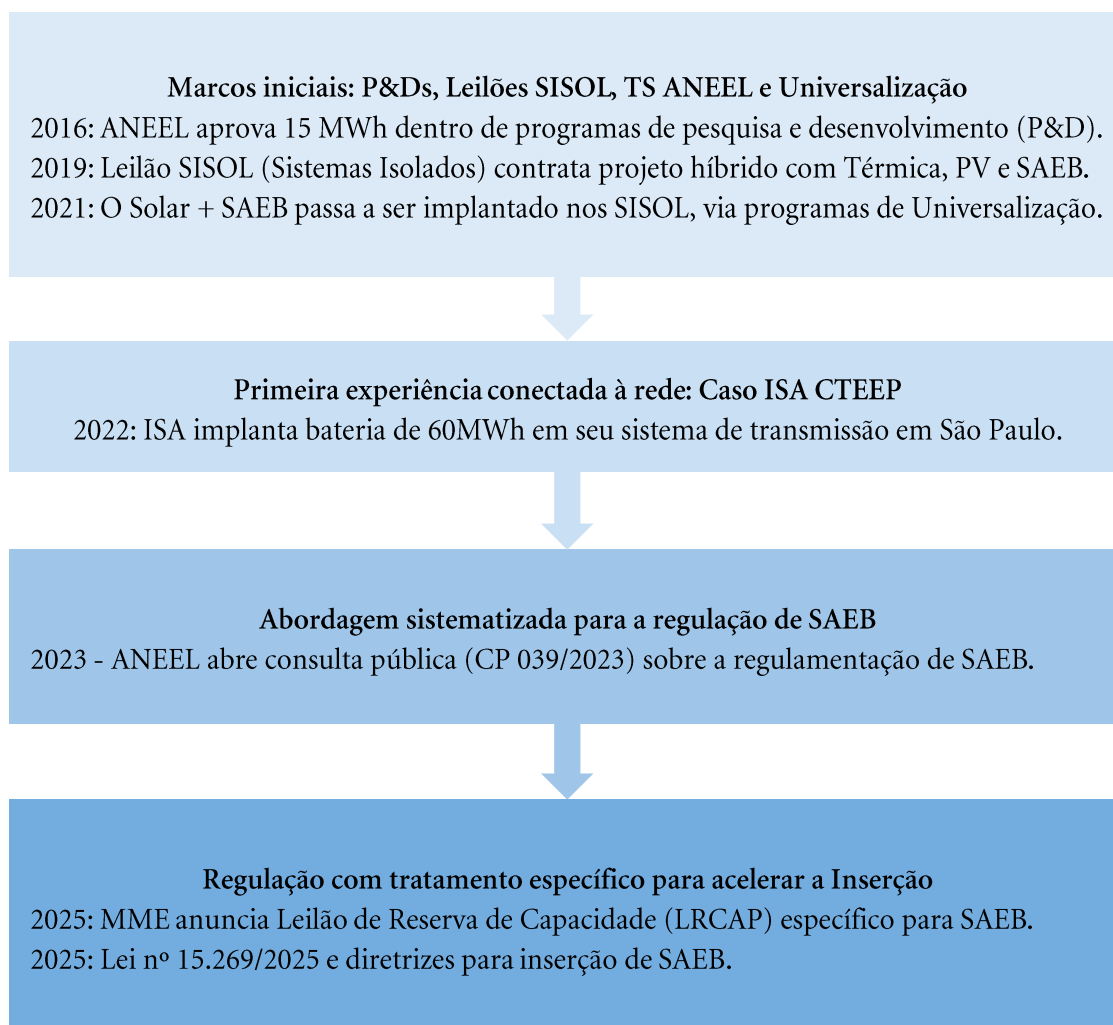 Marcos iniciais: P&Ds, Leilões SISOL, TS ANEEL e Universalização
2016: ANEEL aprova 15 MWh dentro de programas de pesquisa e desenvolvimento (P&D).
2019: Leilão SISOL (Sistemas Isolados) contrata projeto híbrido com Térmica, PV e SAEB.
2021: O Solar + SAEB passa a ser implantado nos SISOL, via programas de Universalização.
Primeira experiência conectada à rede: Caso ISA CTEEP
2022: ISA implanta bateria de 60MWh em seu sistema de transmissão em São Paulo.
Abordagem sistematizada para a regulação de SAEB
2023 - ANEEL abre consulta pública (CP 039/2023) sobre a regulamentação de SAEB.
Regulação com tratamento específico para acelerar a Inserção
2025: MME anuncia Leilão de Reserva de Capacidade (LRCAP) específico para SAEB.
2025: Lei nº 15.269/2025 e diretrizes para inserção de SAEB.